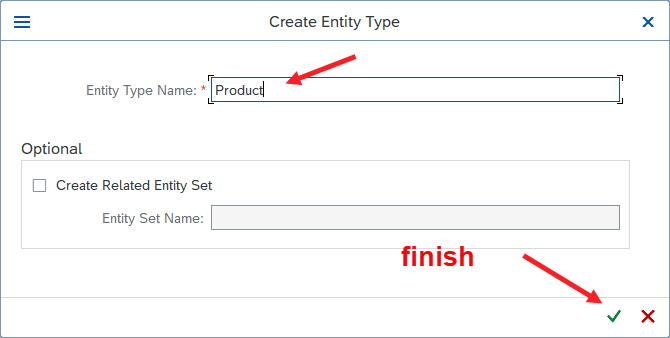 Create Entity Type
Entity Type Name: * Product
Optional
Create Related Entity Set
Entity Set Name:
finish